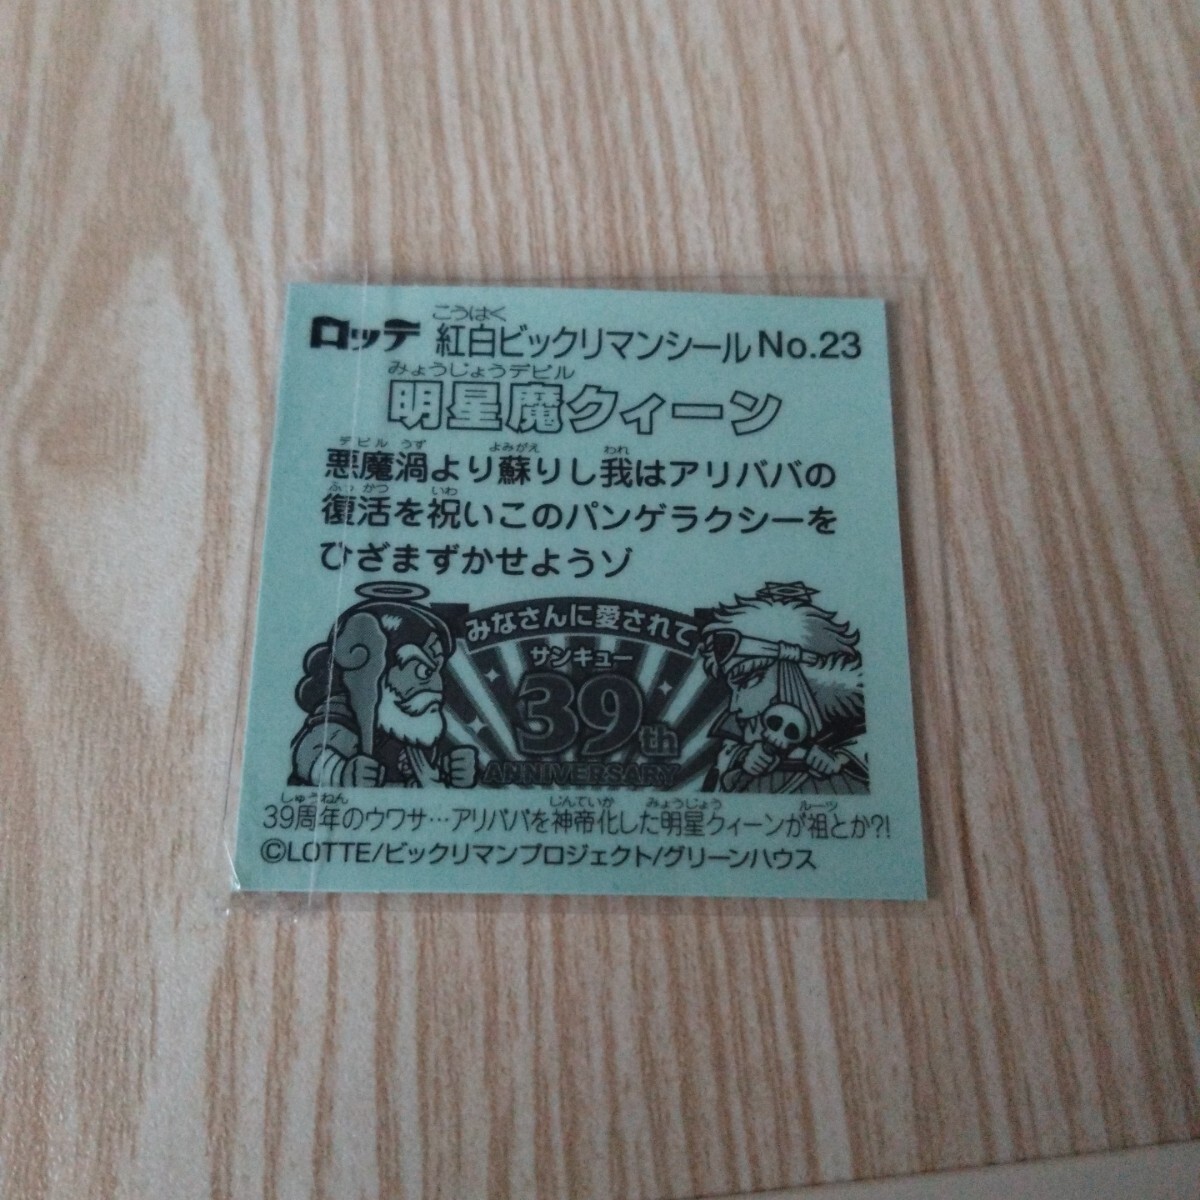 ロッテ 紅白ビックリマンシール No.23
こうはく
みょうじょうデビル
明星魔クィーン
デビル うず よみがえ われ
悪魔渦より蘇りし我はアリババの
ふっ かつ いわ
復活を祝いこのパンゲラクシーを
ひざまずかせようゾ
みなさんに愛されて
サンキュー
39th
ANNIVERSARY
しゅうねん じんていか みょうじょう ルーツ
39周年のウワサ…アリババを神帝化した明星クィーンが祖とか?!
©LOTTE/ビックリマンプロジェクト/グリーンハウス